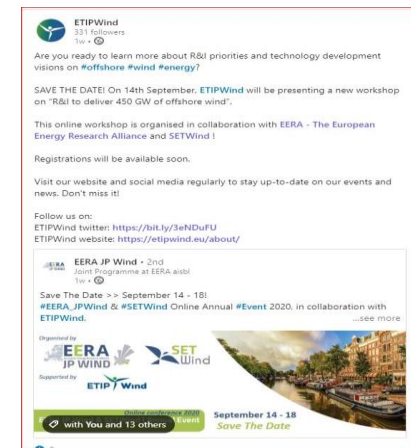 ETIPWind
331 followers
1w •
Are you ready to learn more about R&I priorities and technology development
visions on #offshore #wind #energy?
SAVE THE DATE! On 14th September, ETIPWind will be presenting a new workshop
on "R&I to deliver 450 GW of offshore wind".
This online workshop is organised in collaboration with EERA - The European
Energy Research Alliance and SETWind !
Registrations will be available soon.
Visit our website and social media regularly to stay up-to-date on our events and
news. Don't miss it!
Follow us on:
ETIPWind twitter: https://bit.ly/3eNDuFU
ETIPWind website: https://etipwind.eu/about/
EERA JP Wind • 2nd
Joint Programme at EERA aisbl
1w •
Save The Date >> September 14 - 18!
#EERA_JPWind & #SETWind Online Annual #Event 2020, in collaboration with
ETIPWind.
...see more
Organised by
EERA
JP WIND
SET
Wind
Supported by
ETIP Wind
Online conference 2020
Event
with You and 13 others
September 14 - 18
Save The Date